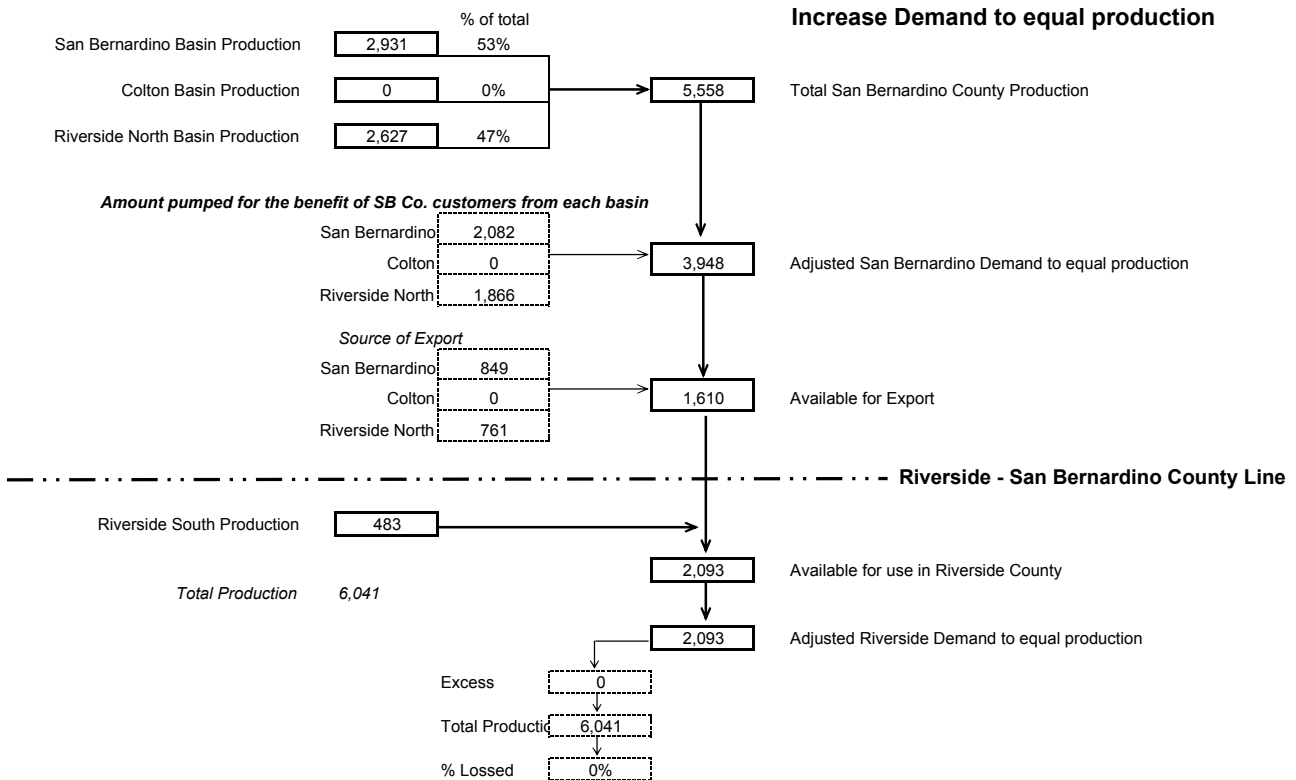 % of total
Increase Demand to equal production
San Bernardino Basin Production 2,931 53%
Colton Basin Production 0 0% 5,558 Total San Bernardino County Production
Riverside North Basin Production 2,627 47%
Amount pumped for the benefit of SB Co. customers from each basin
San Bernardino 2,082
Colton 0 3,948 Adjusted San Bernardino Demand to equal production
Riverside North 1,866
Source of Export
San Bernardino 849
Colton 0 1,610 Available for Export
Riverside North 761
Riverside - San Bernardino County Line
Riverside South Production 483
2,093 Available for use in Riverside County
Total Production 6,041
2,093 Adjusted Riverside Demand to equal production
Excess 0
Total Productio 6,041
% Lossed 0%